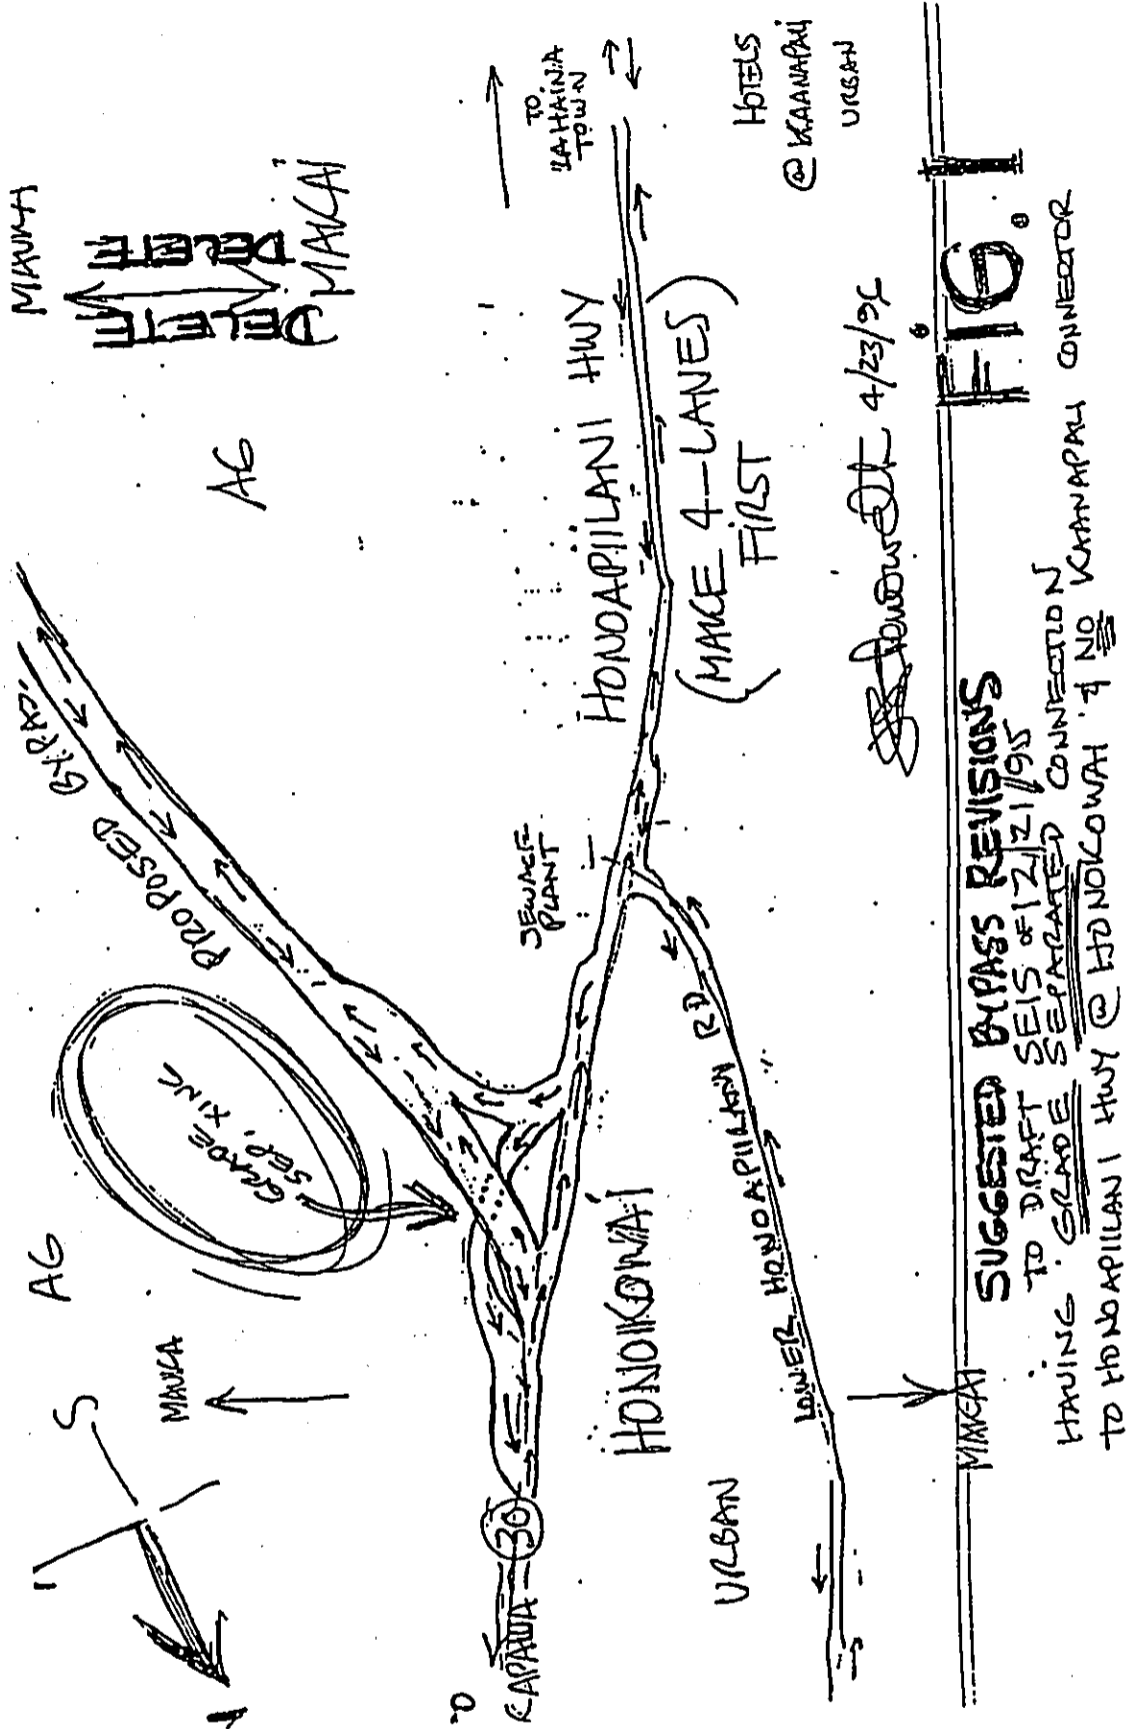 S
AG
MAUKA
GRADE
SEP. XING
PROPOSED BYPASS
AG
MAUKA
DELETE
DELETE
MAKAI
TO
LAHAINA
TOWN
30
KAPAWA
SEWAGE
PLANT
HONOAPIILANI HWY
(MAKE 4-LANES)
FIRST
HONOIKOWAI
LOWER HONOAPIILANI RD
URBAN
HOTELS
@ KAANAPALI
URBAN
4/23/96
MAKAI
FIG. 1
SUGGESTED BYPASS REVISIONS
TO DRAFT SEIS OF 12/21/95
HAVING GRADE SEPARATED CONNECTION
TO HONOAPIILANI HWY @ HONOKOWAI & NO KAANAPALI CONNECTOR